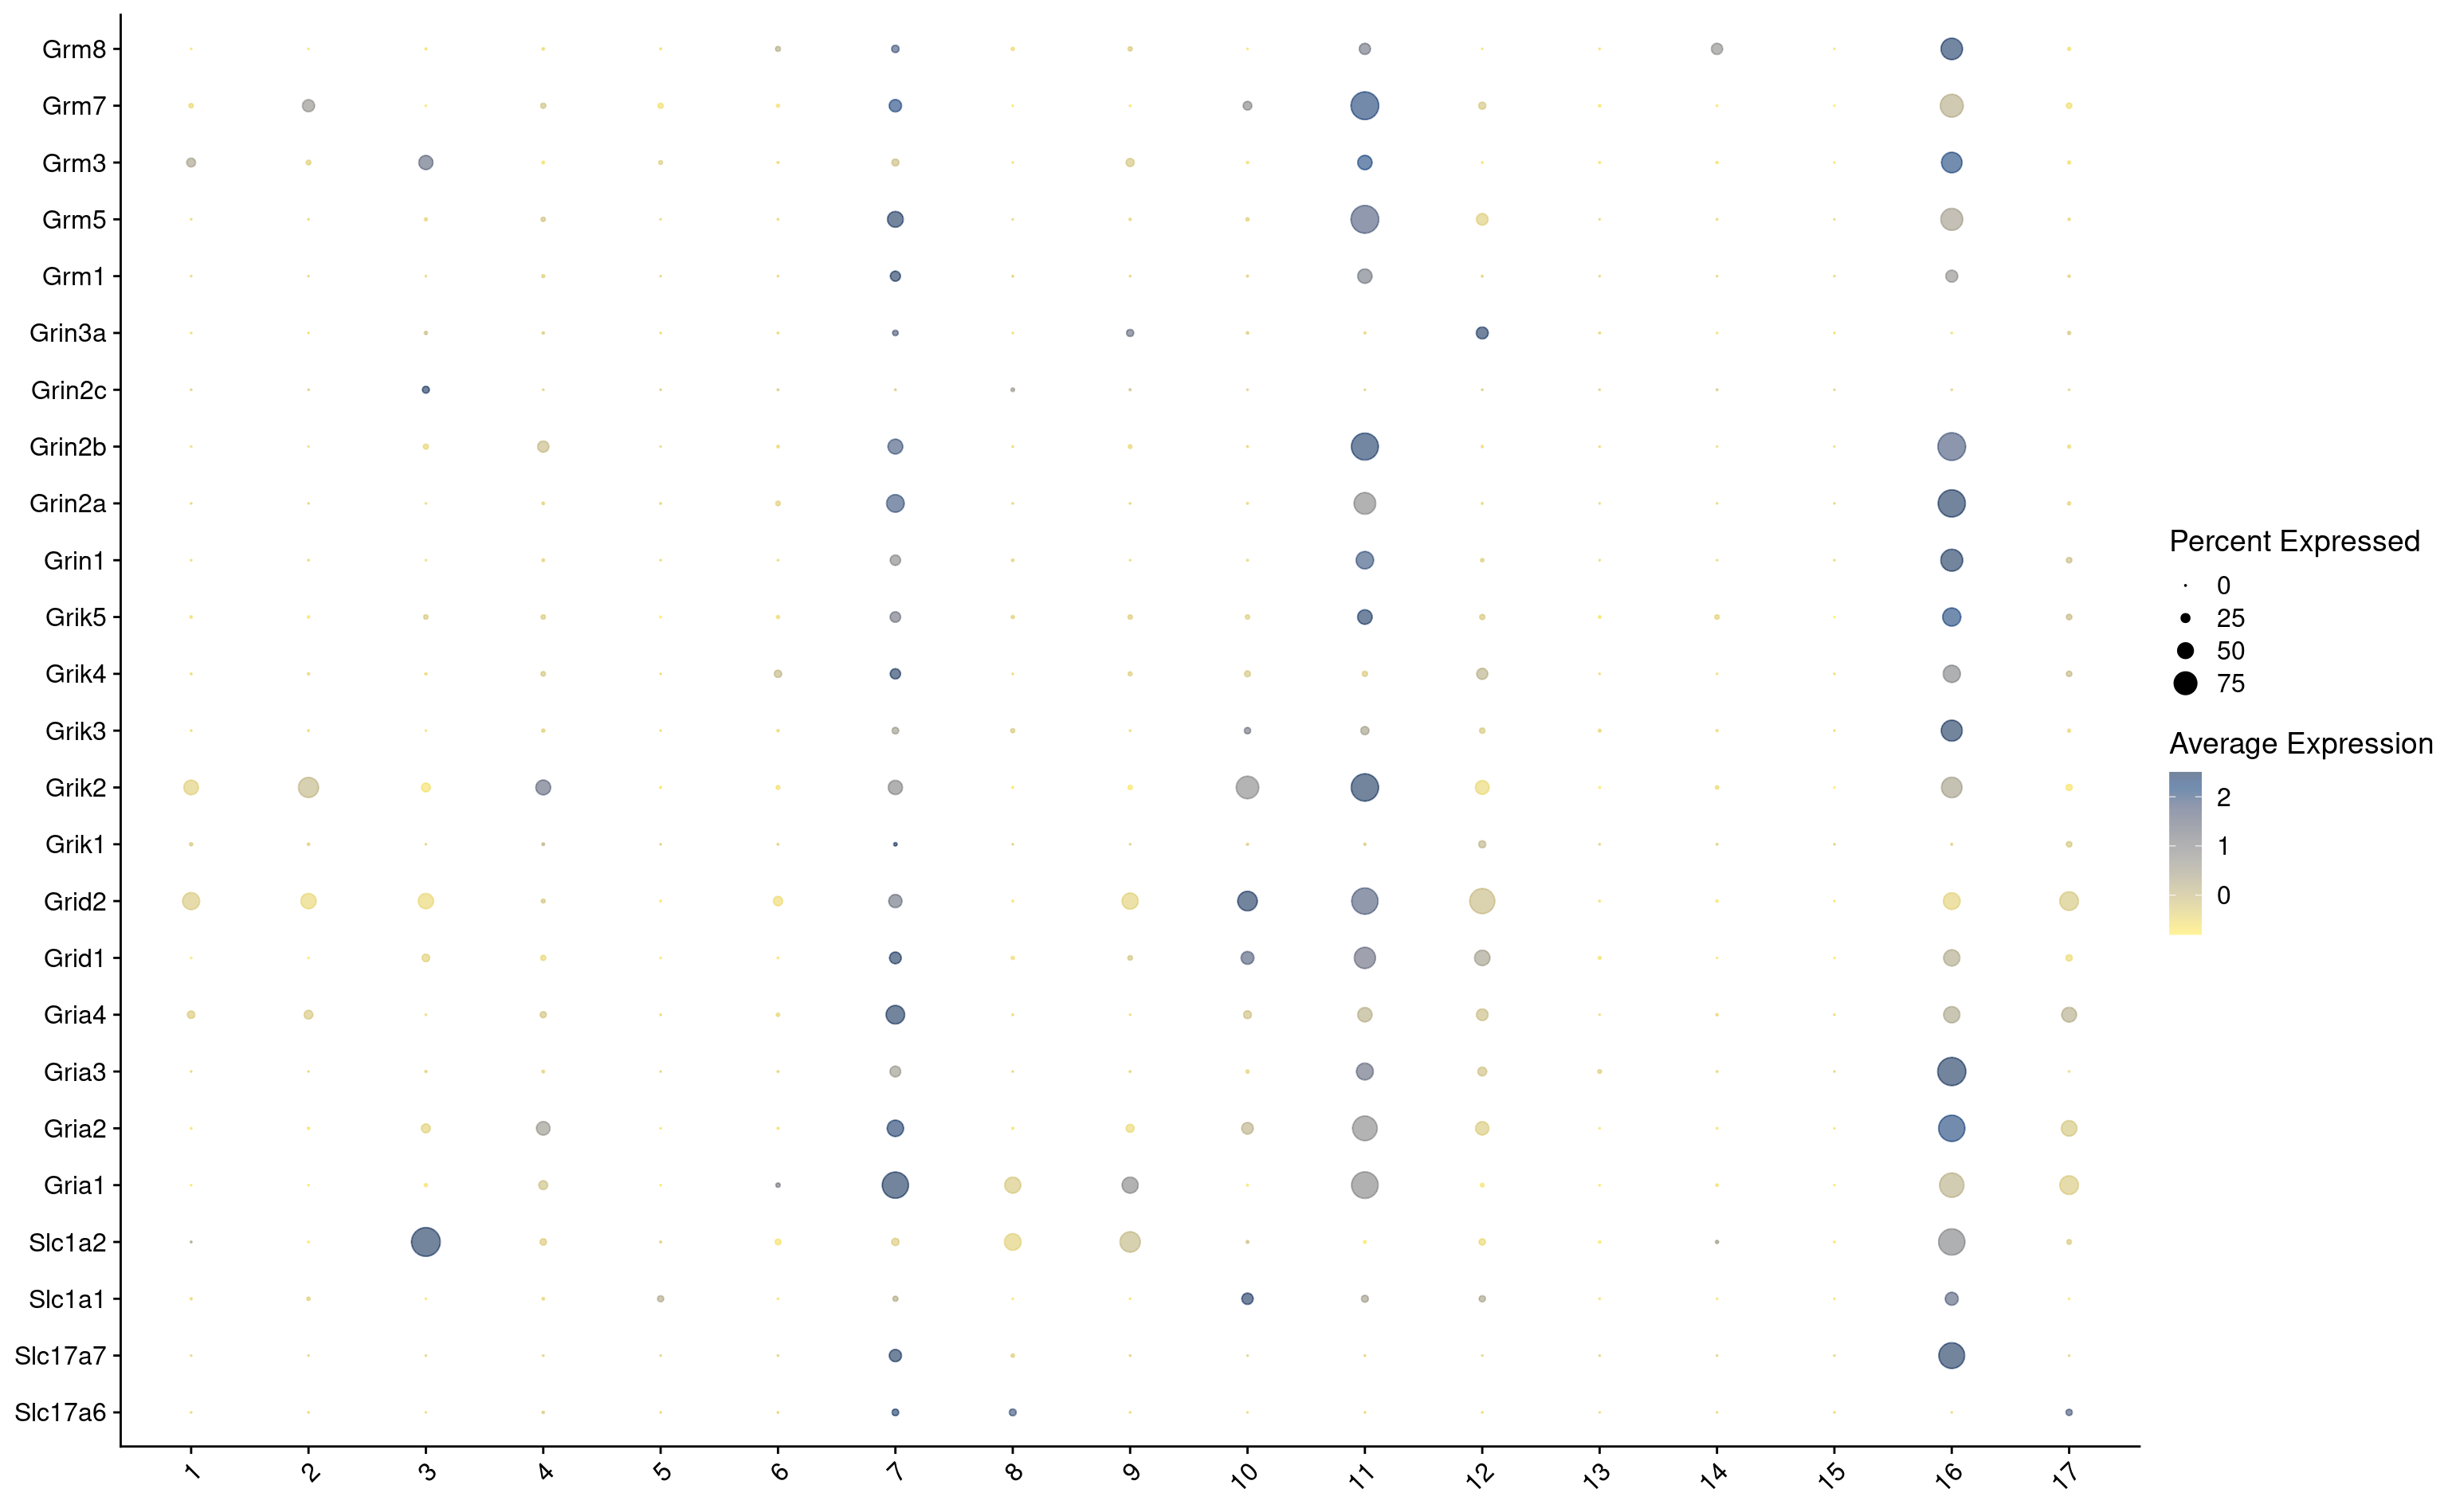 Grm8
Grm7
Grm3
Grm5
Grm1
Grin3a
Grin2c
Grin2b
Grin2a
Grin1
Grik5
Grik4
Grik3
Grik2
Grik1
Grid2
Grid1
Gria4
Gria3
Gria2
Gria1
Slc1a2
Slc1a1
Slc17a7
Slc17a6
1 2 3 4 5 6 7 8 9 10 11 12 13 14 15 16 17
Percent Expressed
0
25
50
75
Average Expression
2
1
0